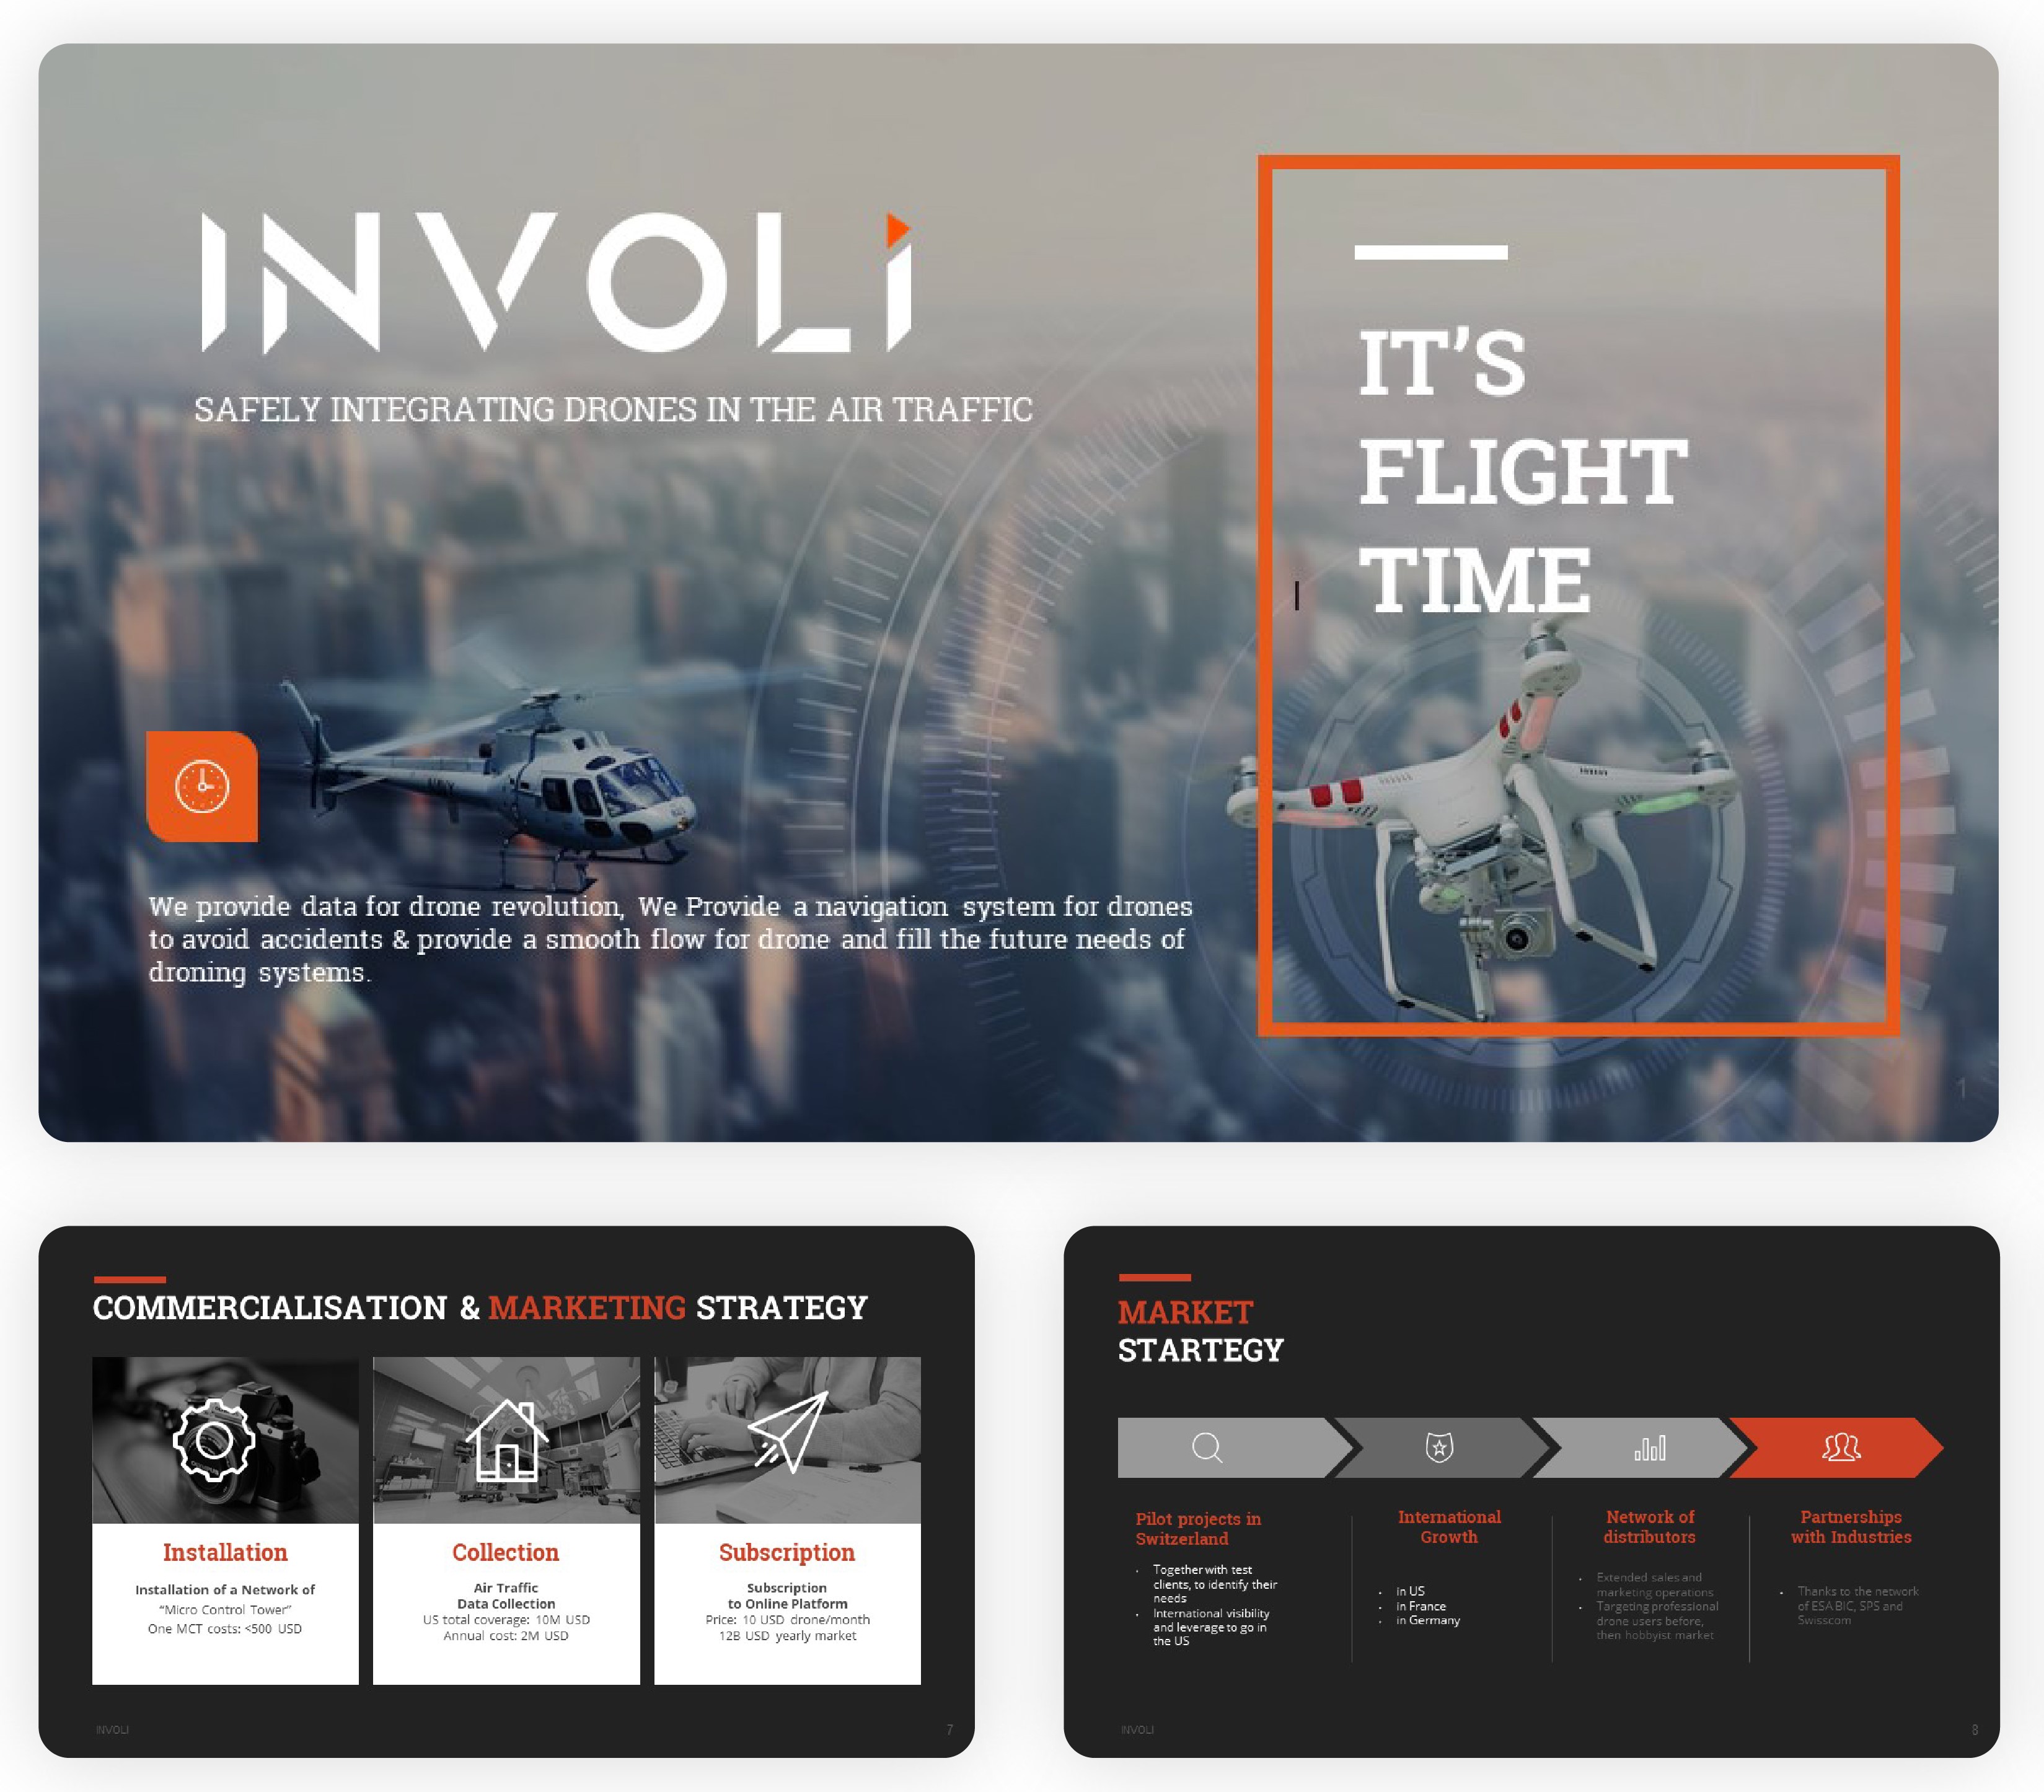 INVOLi
SAFELY INTEGRATING DRONES IN THE AIR TRAFFIC
IT’S
FLIGHT
TIME
We provide data for drone revolution, We Provide a navigation system for drones
to avoid accidents & provide a smooth flow for drone and fill the future needs of
droning systems.
1
COMMERCIALISATION & MARKETING STRATEGY
Installation
Installation of a Network of
“Micro Control Tower”
One MCT costs: <500 USD
Collection
Air Traffic
Data Collection
US total coverage: 10M USD
Annual cost: 2M USD
Subscription
Subscription
to Online Platform
Price: 10 USD drone/month
12B USD yearly market
INVOLI
7
MARKET
STARTEGY
Pilot projects in
Switzerland
• Together with test
clients, to identify their
needs
• International visibility
and leverage to go in
the US
International
Growth
• in US
• in France
• in Germany
Network of
distributors
• Extended sales and
marketing operations
• Targeting professional
drone users before,
then hobbyist market
Partnerships
with Industries
• Thanks to the network
of ESA BIC, SPS and
Swisscom
INVOLI
8